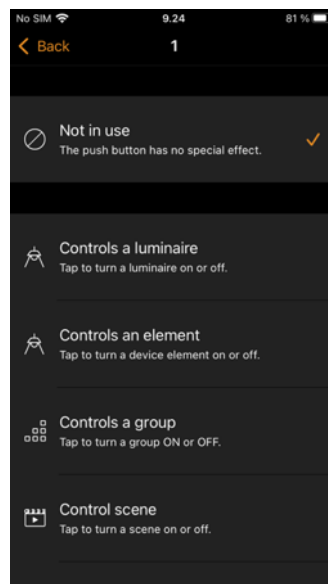 No SIM 9.24 81 %
Back 1
Not in use
The push button has no special effect.
Controls a luminaire
Tap to turn a luminaire on or off.
Controls an element
Tap to turn a device element on or off.
Controls a group
Tap to turn a group ON or OFF.
Control scene
Tap to turn a scene on or off.